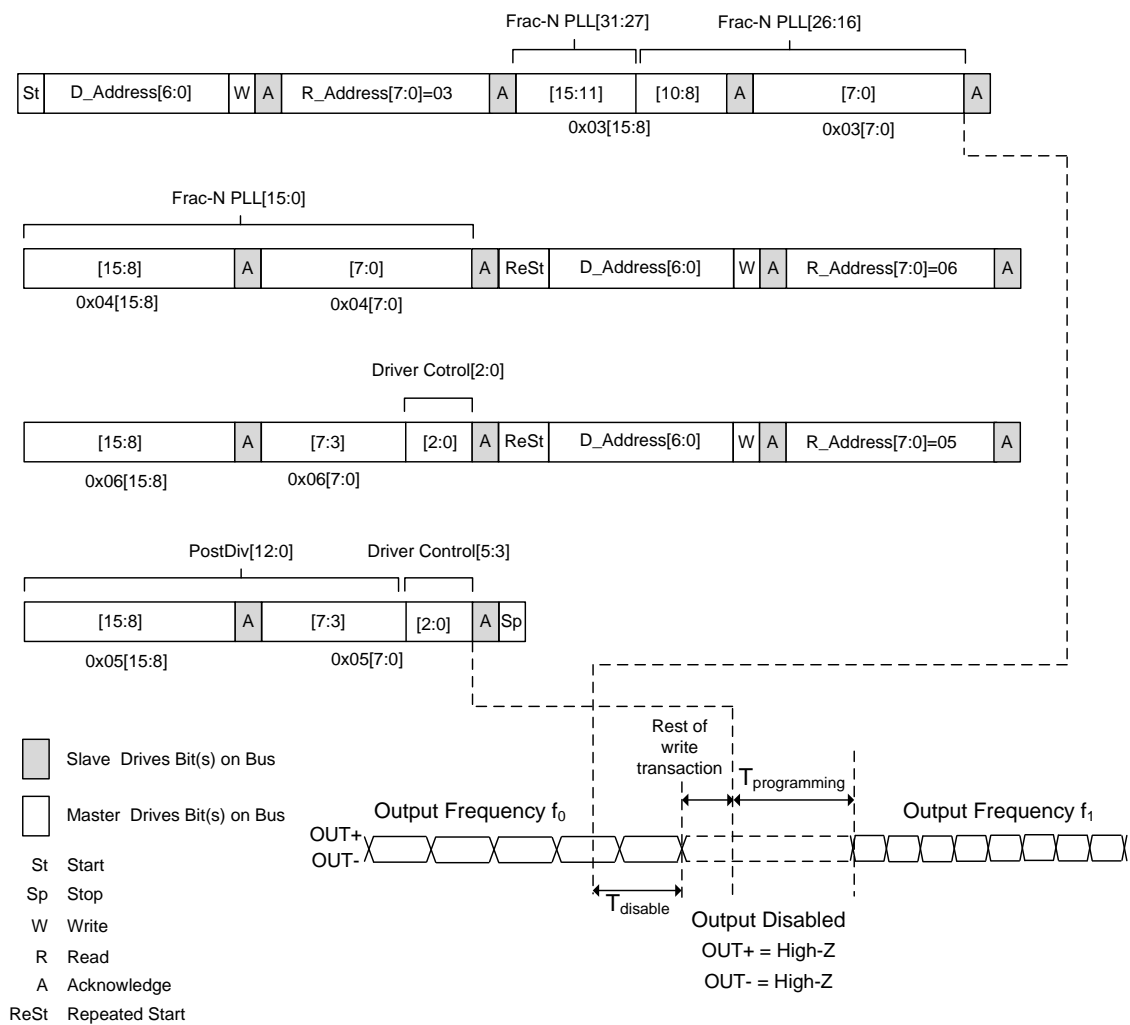 Frac-N PLL[31:27] Frac-N PLL[26:16]
St D_Address[6:0] W A R_Address[7:0]=03 A [15:11] [10:8] A [7:0] A
0x03[15:8] 0x03[7:0]
Frac-N PLL[15:0]
[15:8] A [7:0] A ReSt D_Address[6:0] W A R_Address[7:0]=06 A
0x04[15:8] 0x04[7:0]
Driver Cotrol[2:0]
[15:8] A [7:3] [2:0] A ReSt D_Address[6:0] W A R_Address[7:0]=05 A
0x06[15:8] 0x06[7:0]
PostDiv[12:0] Driver Control[5:3]
[15:8] A [7:3] [2:0] A Sp
0x05[15:8] 0x05[7:0]
Slave Drives Bit(s) on Bus
Master Drives Bit(s) on Bus
St Start
Sp Stop
W Write
R Read
A Acknowledge
ReSt Repeated Start
Rest of
write
transaction
Tprogramming
Output Frequency f0
Output Frequency f1
OUT+
OUT-
Tdisable
Output Disabled
OUT+ = High-Z
OUT- = High-Z